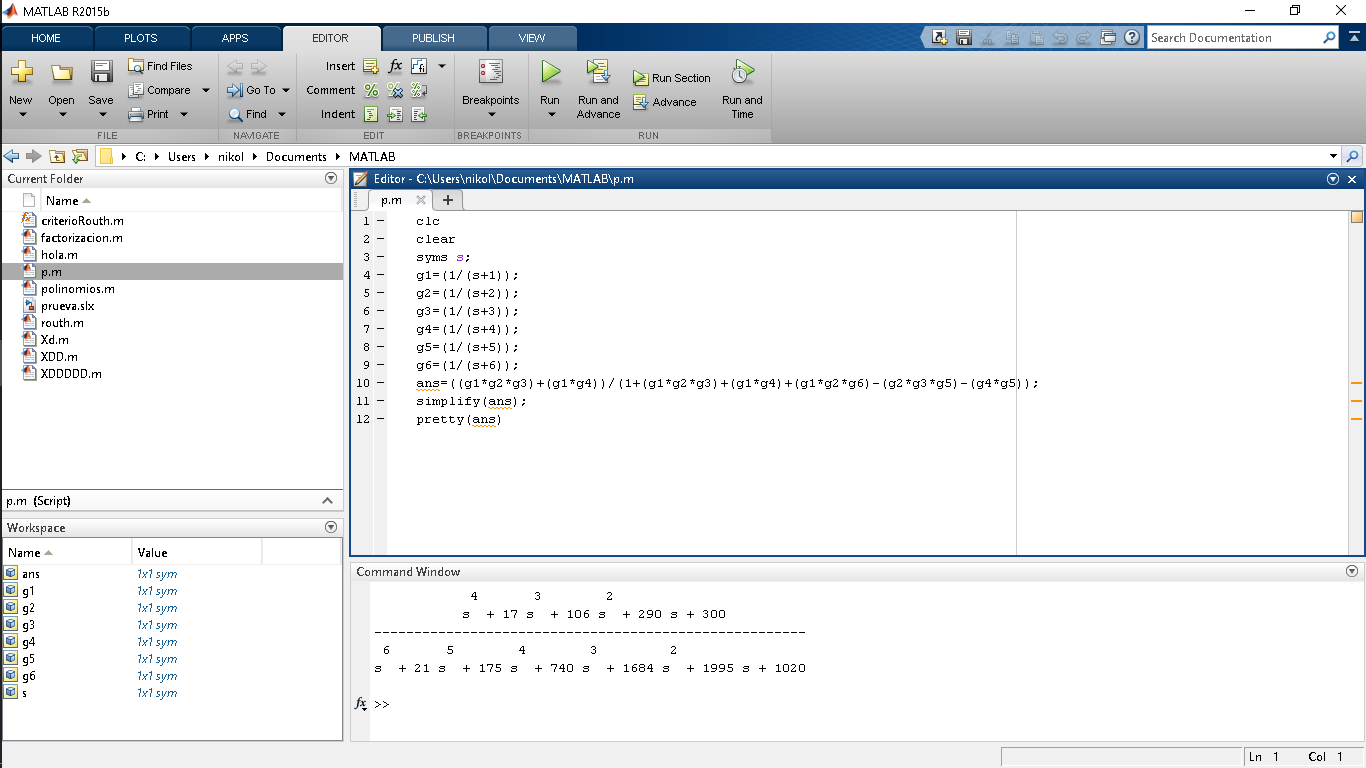 MATLAB R2015b
HOME PLOTS APPS EDITOR PUBLISH VIEW
Search Documentation
New Open Save Find Files Compare Print
FILE
Go To Find
NAVIGATE
Insert fx
Comment
Indent
EDIT
Breakpoints
BREAKPOINTS
Run Run and Advance Run Section Advance Run and Time
RUN
C: Users nikol Documents MATLAB
Current Folder
Name
criterioRouth.m
factorizacion.m
hola.m
p.m
polinomios.m
prueva.slx
routh.m
Xd.m
XDD.m
XDDDDD.m
p.m (Script)
Workspace
Name Value
ans 1x1 sym
g1 1x1 sym
g2 1x1 sym
g3 1x1 sym
g4 1x1 sym
g5 1x1 sym
g6 1x1 sym
s 1x1 sym
Editor - C:\Users\nikol\Documents\MATLAB\p.m
p.m +
1 - clc
2 - clear
3 - syms s;
4 - g1=(1/(s+1));
5 - g2=(1/(s+2));
6 - g3=(1/(s+3));
7 - g4=(1/(s+4));
8 - g5=(1/(s+5));
9 - g6=(1/(s+6));
10 - ans=((g1*g2*g3)+(g1*g4))/(1+(g1*g2*g3)+(g1*g4)+(g1*g2*g6)-(g2*g3*g5)-(g4*g5));
11 - simplify(ans);
12 - pretty(ans)
Command Window
4 3 2
s + 17 s + 106 s + 290 s + 300
------------------------------------------------------
6 5 4 3 2
s + 21 s + 175 s + 740 s + 1684 s + 1995 s + 1020
fx >>
Ln 1 Col 1